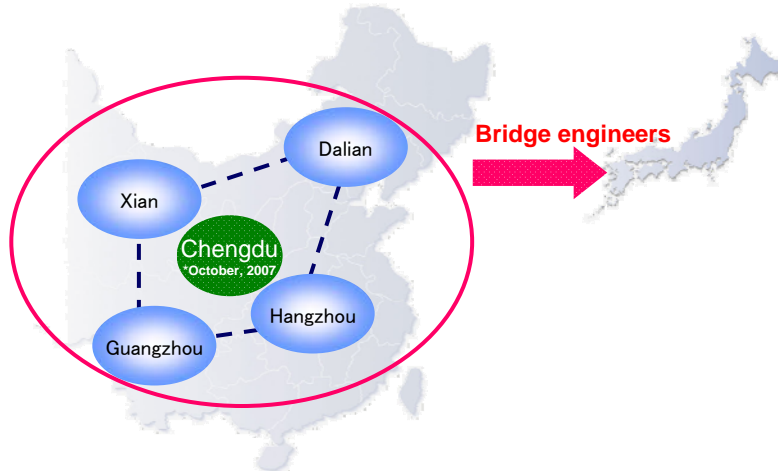 Bridge engineers
Dalian
Xian
Chengdu
*October, 2007
Hangzhou
Guangzhou